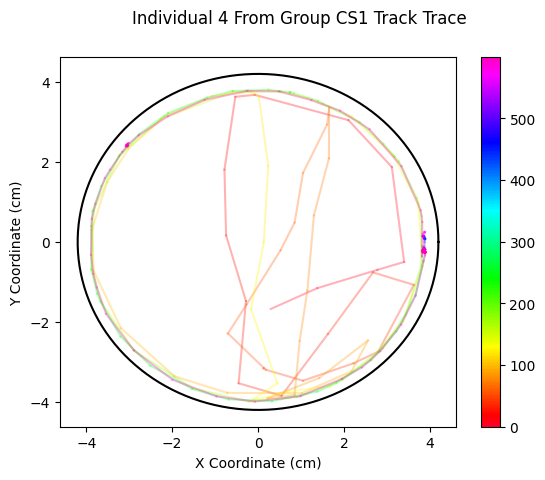 Individual 4 From Group CS1 Track Trace
Y Coordinate (cm)
4
2
0
−2
−4
−4 −2 0 2 4
X Coordinate (cm)
500
400
300
200
100
0